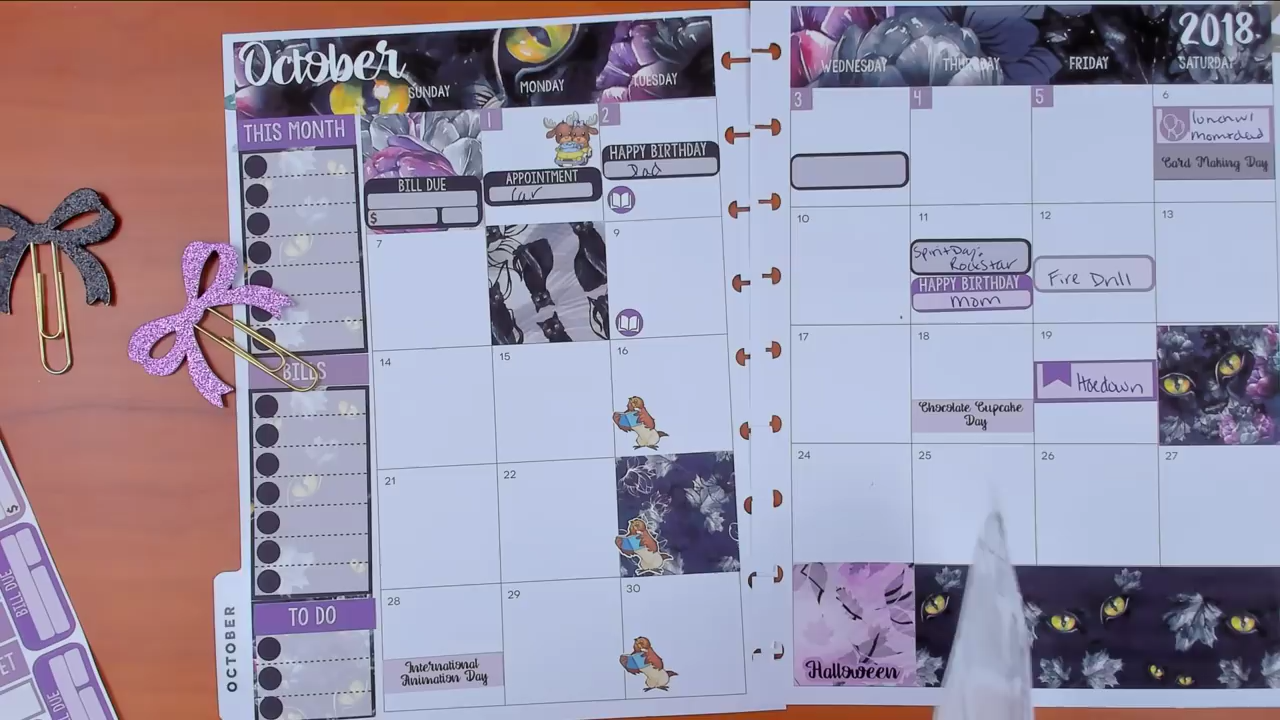 October
2018
SUNDAY
MONDAY
TUESDAY
WEDNESDAY
THURSDAY
FRIDAY
SATURDAY
THIS MONTH
BILLS
TO DO
OCTOBER
BILL DUE
$
1
APPOINTMENT
Car
2
HAPPY BIRTHDAY
Dad
3
4
5
6
Card Making Day
7
9
10
11
Spirit Day:
Rockstar
HAPPY BIRTHDAY
mom
12
Fire Drill
13
14
15
16
17
18
Chocolate Cupcake
Day
19
Hoedown
21
22
24
25
26
27
28
International
Animation Day
29
30
Halloween
$
BILL DUE